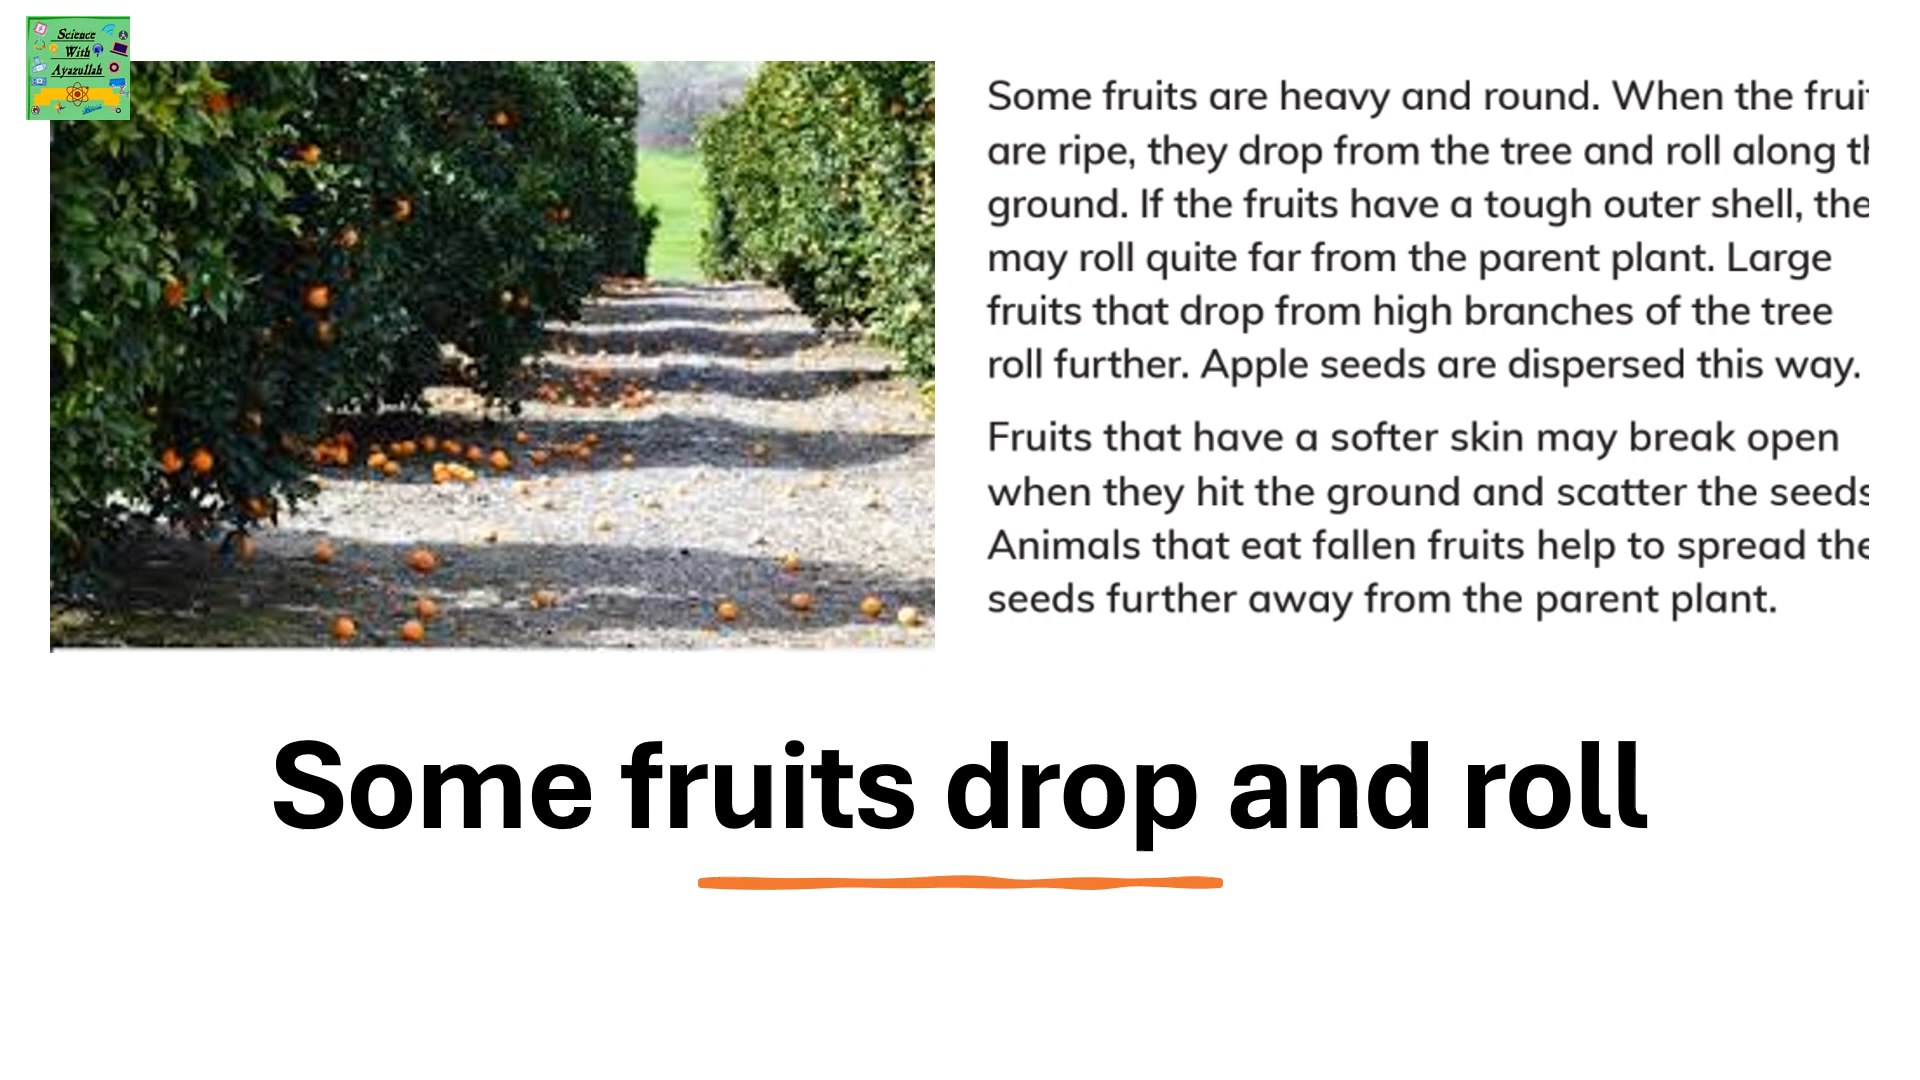 Science
With
Ayazullah
Some fruits are heavy and round. When the fruit
are ripe, they drop from the tree and roll along th
ground. If the fruits have a tough outer shell, the
may roll quite far from the parent plant. Large
fruits that drop from high branches of the tree
roll further. Apple seeds are dispersed this way.
Fruits that have a softer skin may break open
when they hit the ground and scatter the seeds
Animals that eat fallen fruits help to spread the
seeds further away from the parent plant.
Some fruits drop and roll